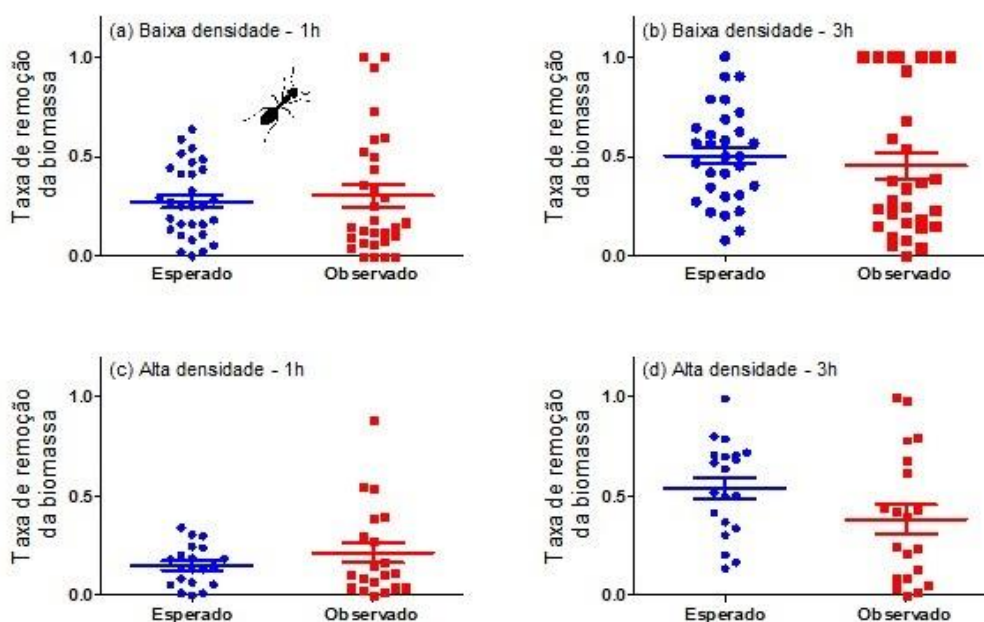 (a) Baixa densidade - 1h
1.0
0.5
0.0
Taxa de remoção
da biomassa
Esperado
Observado
(b) Baixa densidade - 3h
1.0
0.5
0.0
Taxa de remoção
da biomassa
Esperado
Observado
(c) Alta densidade - 1h
1.0
0.5
0.0
Taxa de remoção
da biomassa
Esperado
Observado
(d) Alta densidade - 3h
1.0
0.5
0.0
Taxa de remoção
da biomassa
Esperado
Observado